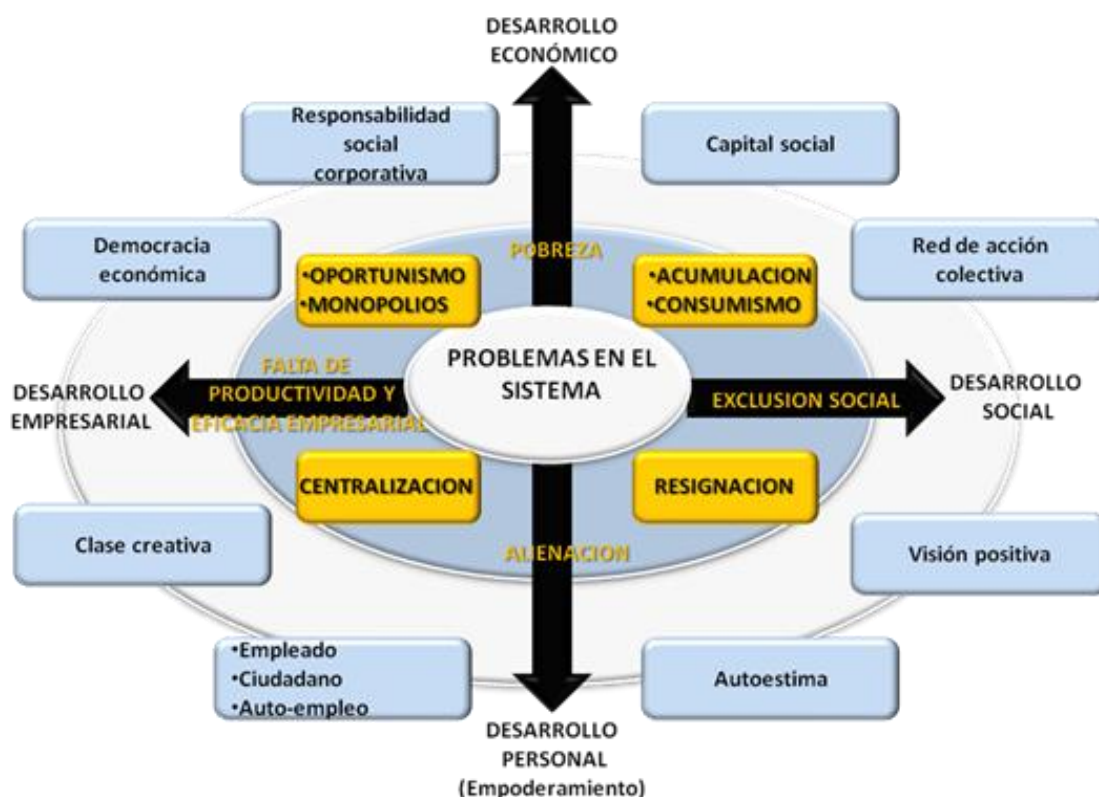 DESARROLLO
ECONÓMICO
Responsabilidad
social
corporativa
Capital social
Democracia
económica
Red de acción
colectiva
POBREZA
•OPORTUNISMO
•MONOPOLIOS
•ACUMULACION
•CONSUMISMO
PROBLEMAS EN EL
SISTEMA
DESARROLLO
EMPRESARIAL
FALTA DE
PRODUCTIVIDAD Y
EFICACIA EMPRESARIAL
EXCLUSION SOCIAL
DESARROLLO
SOCIAL
CENTRALIZACION
RESIGNACION
Clase creativa
ALIENACION
Visión positiva
•Empleado
•Ciudadano
•Auto-empleo
Autoestima
DESARROLLO
PERSONAL
(Empoderamiento)